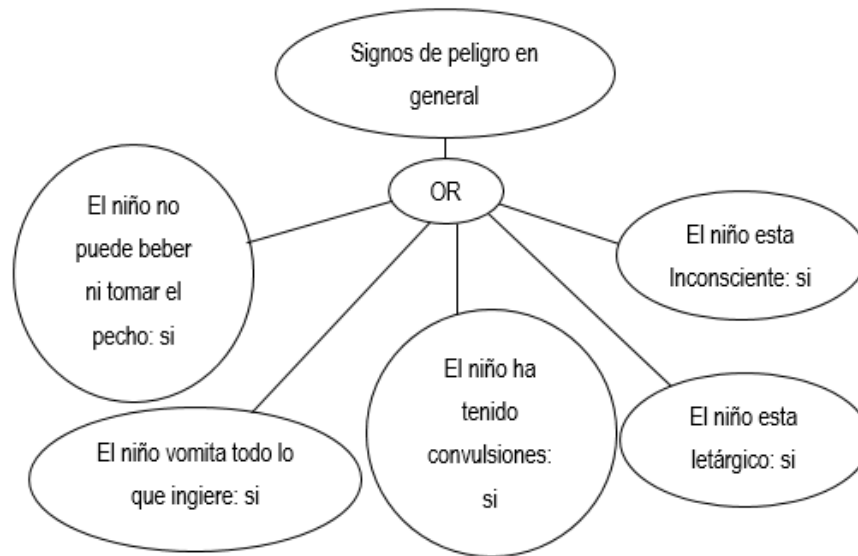 Signos de peligro en
general
OR
El niño no
puede beber
ni tomar el
pecho: si
El niño esta
Inconsciente: si
El niño ha
tenido
convulsiones:
si
El niño vomita todo lo
que ingiere: si
El niño esta
letárgico: si